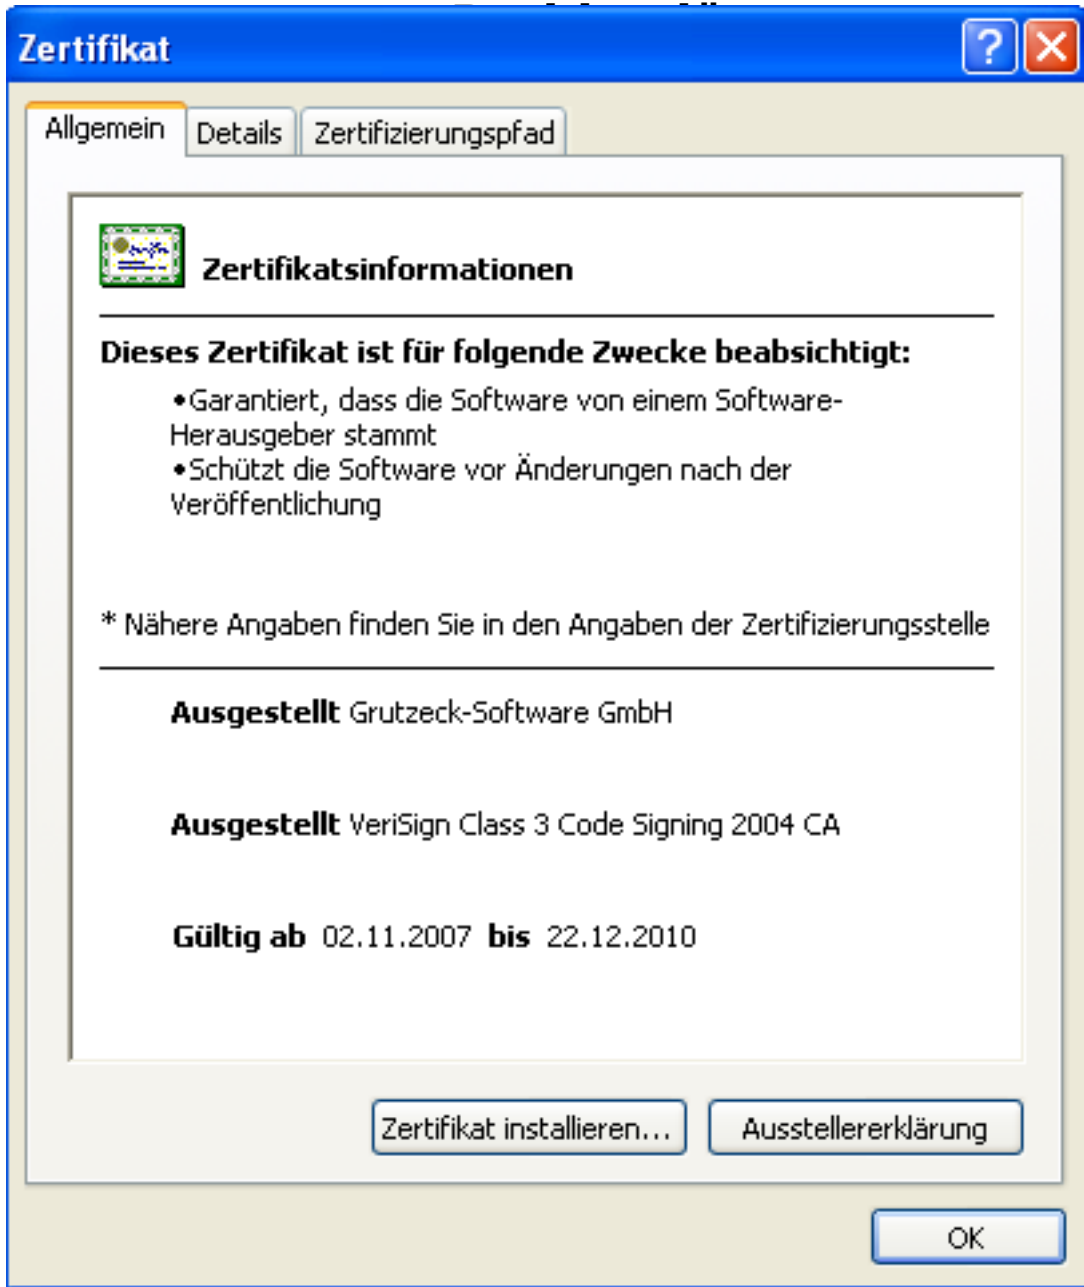 Zertifikat
Allgemein Details Zertifizierungspfad
Zertifikatsinformationen
Dieses Zertifikat ist für folgende Zwecke beabsichtigt:
•Garantiert, dass die Software von einem Software-
Herausgeber stammt
•Schützt die Software vor Änderungen nach der
Veröffentlichung
* Nähere Angaben finden Sie in den Angaben der Zertifizierungsstelle
Ausgestellt Grutzeck-Software GmbH
Ausgestellt VeriSign Class 3 Code Signing 2004 CA
Gültig ab 02.11.2007 bis 22.12.2010
Zertifikat installieren... Ausstellererklärung
OK